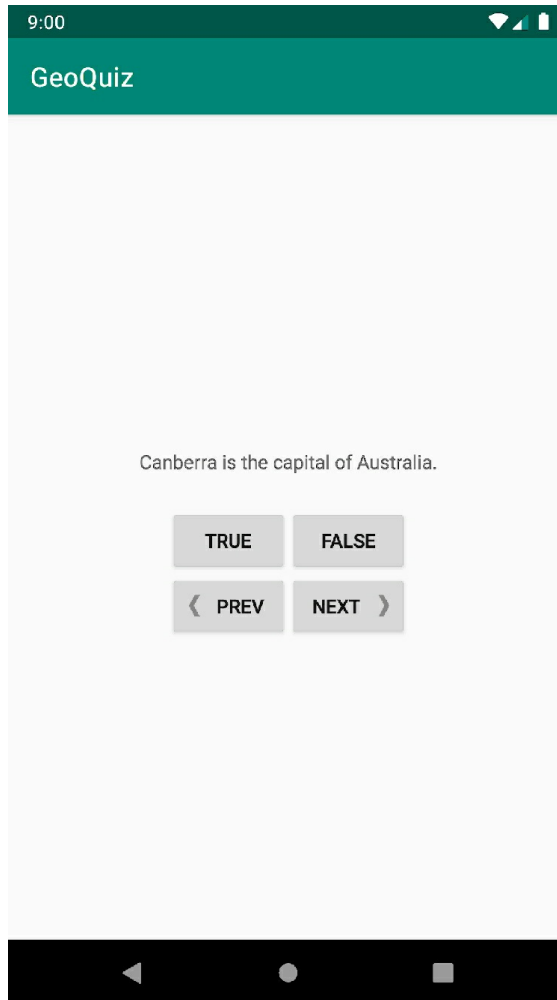 9:00
GeoQuiz
Canberra is the capital of Australia.
TRUE FALSE
PREV NEXT